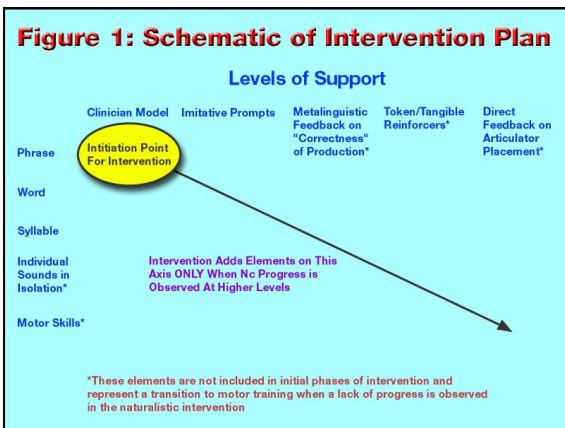 Figure 1: Schematic of Intervention Plan
Levels of Support
Clinician Model
Imitative Prompts
Metalinguistic
Feedback on
"Correctness"
of Production*
Token/Tangible
Reinforcers*
Direct
Feedback on
Articulator
Placement*
Phrase
Intitiation Point
For Intervention
Word
Syllable
Individual
Sounds in
Isolation*
Intervention Adds Elements on This
Axis ONLY When Nc Progress is
Observed At Higher Levels
Motor Skills*
*These elements are not included in initial phases of intervention and
represent a transition to motor training when a lack of progress is observed
in the naturalistic intervention